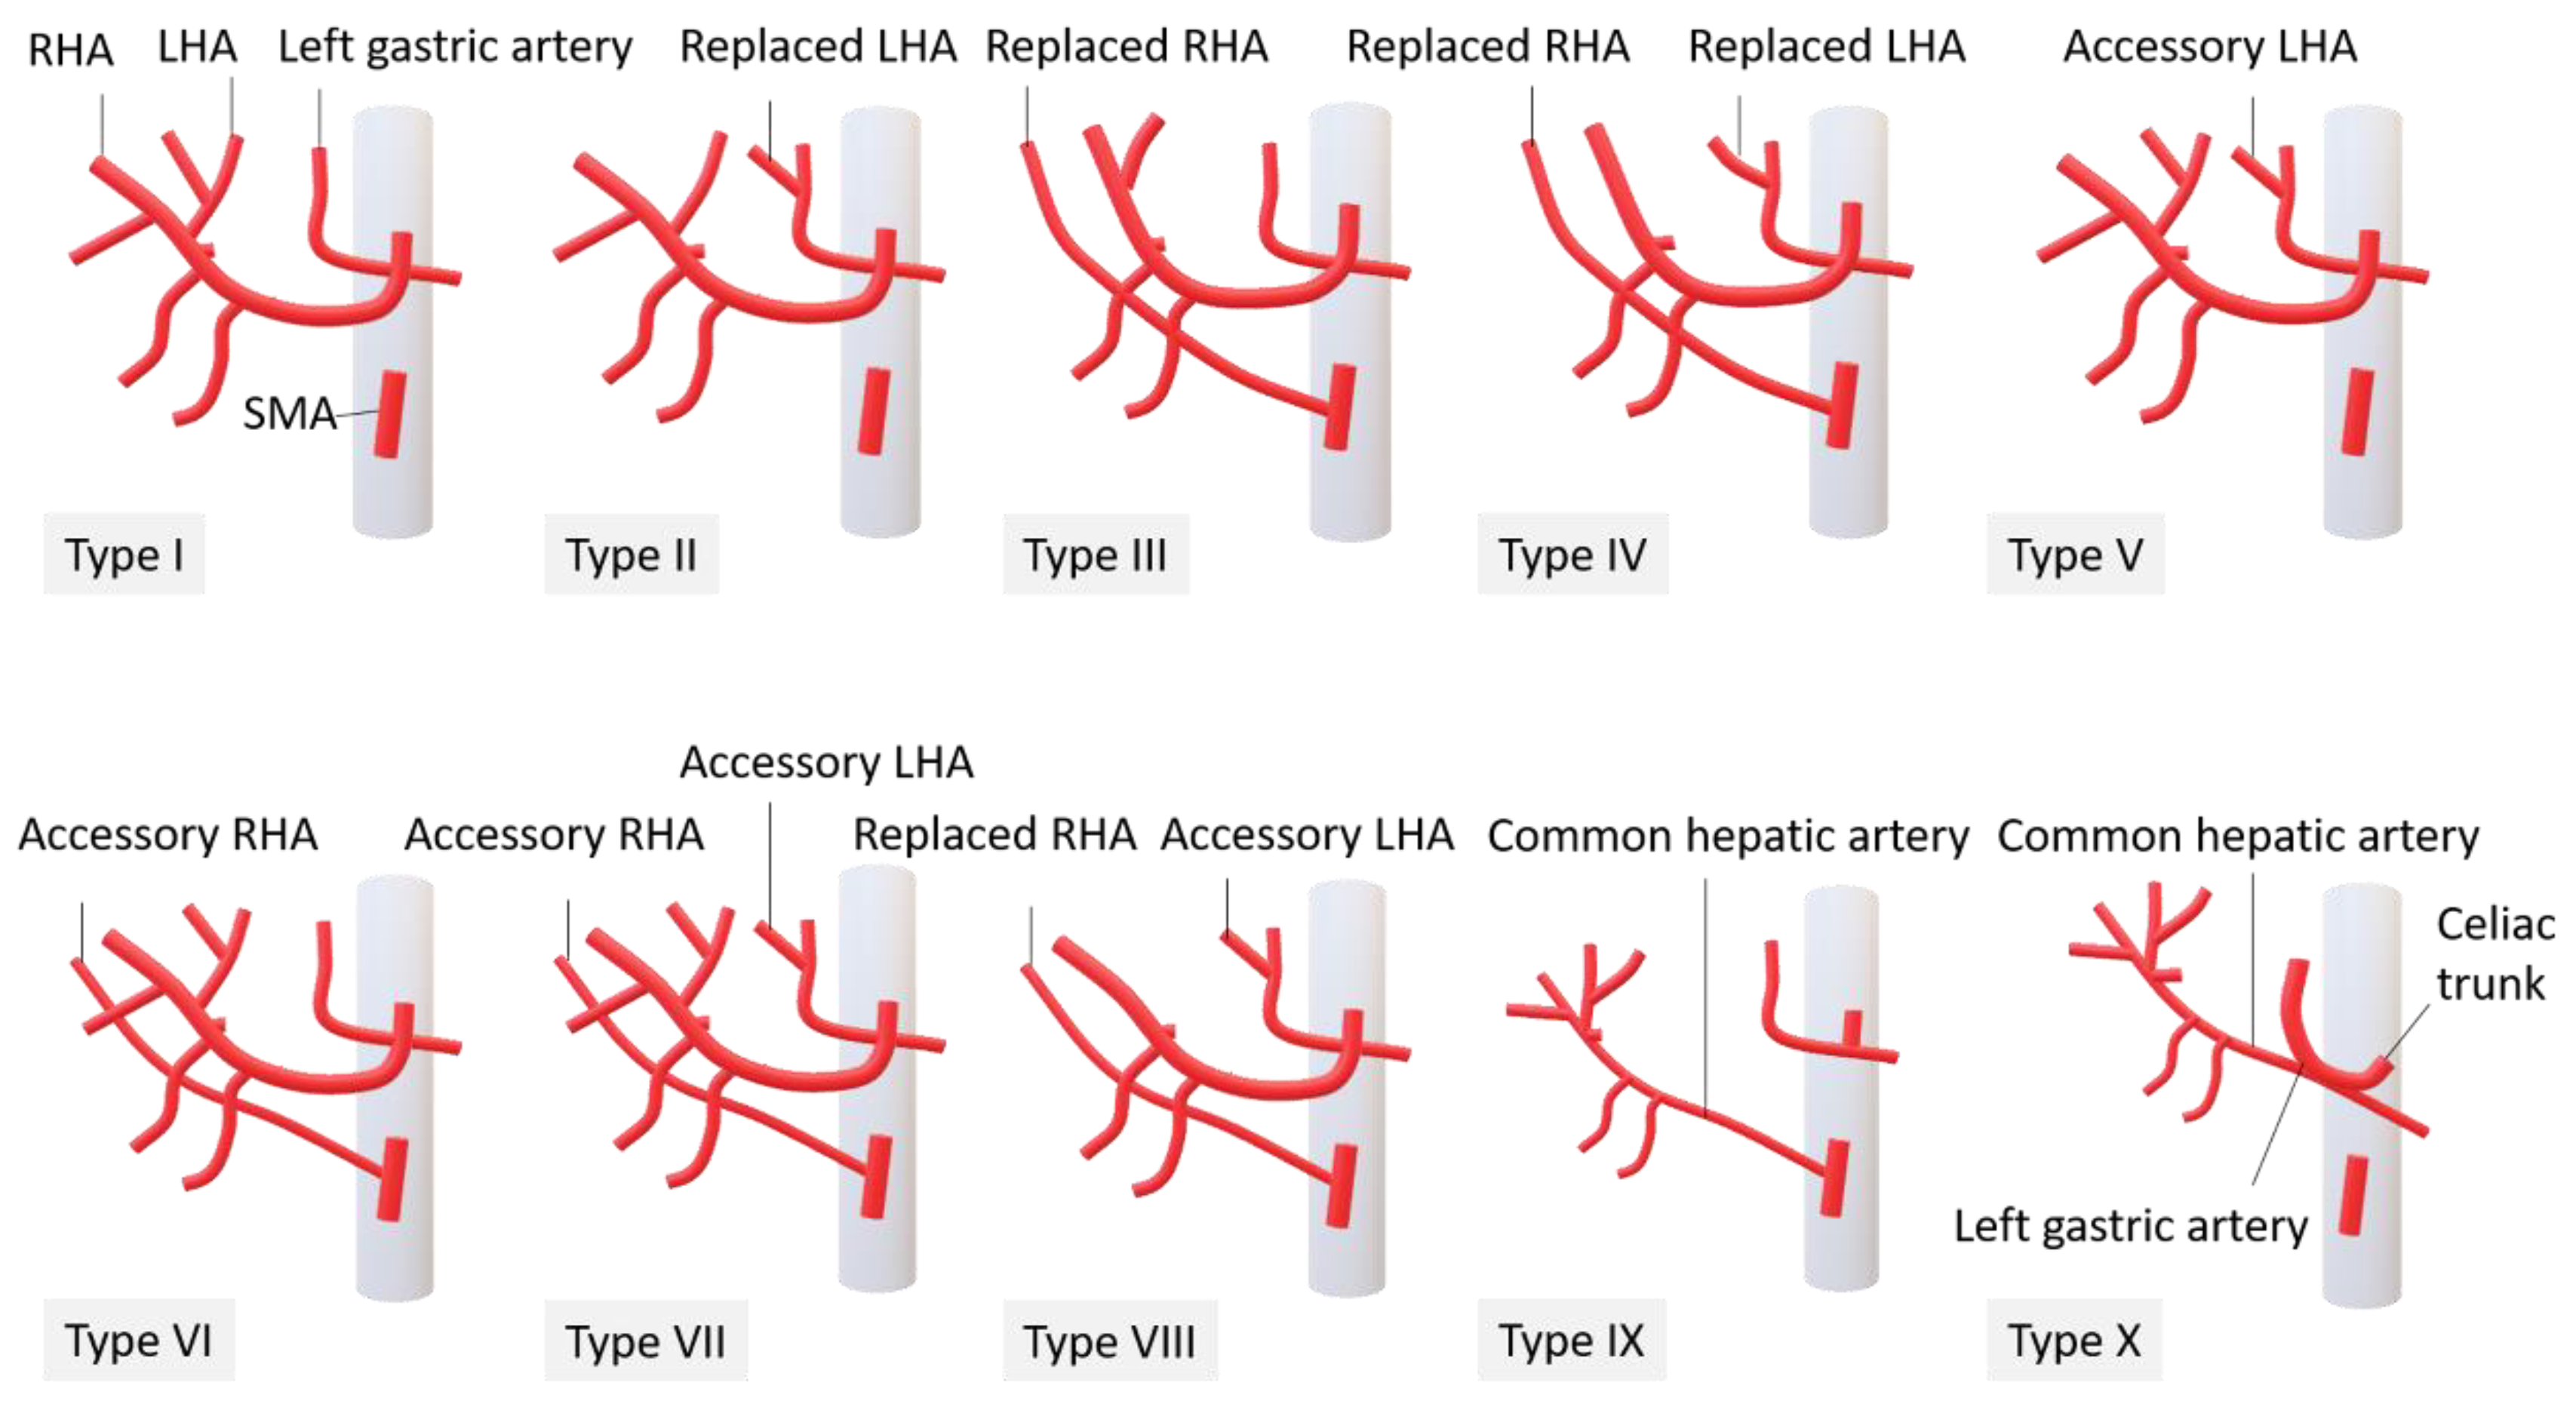 RHA
LHA
Left gastric artery
Replaced LHA
Replaced RHA
Replaced RHA
Replaced LHA
Accessory LHA
SMA
Type I
Type II
Type III
Type IV
Type V
Accessory LHA
Accessory RHA
Accessory RHA
Replaced RHA
Accessory LHA
Common hepatic artery
Common hepatic artery
Celiac
trunk
Left gastric artery
Type VI
Type VII
Type VIII
Type IX
Type X